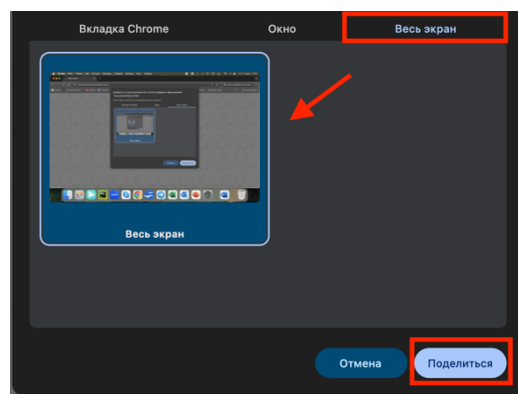 Вкладка Chrome
Окно
Весь экран
Весь экран
Отмена
Поделиться